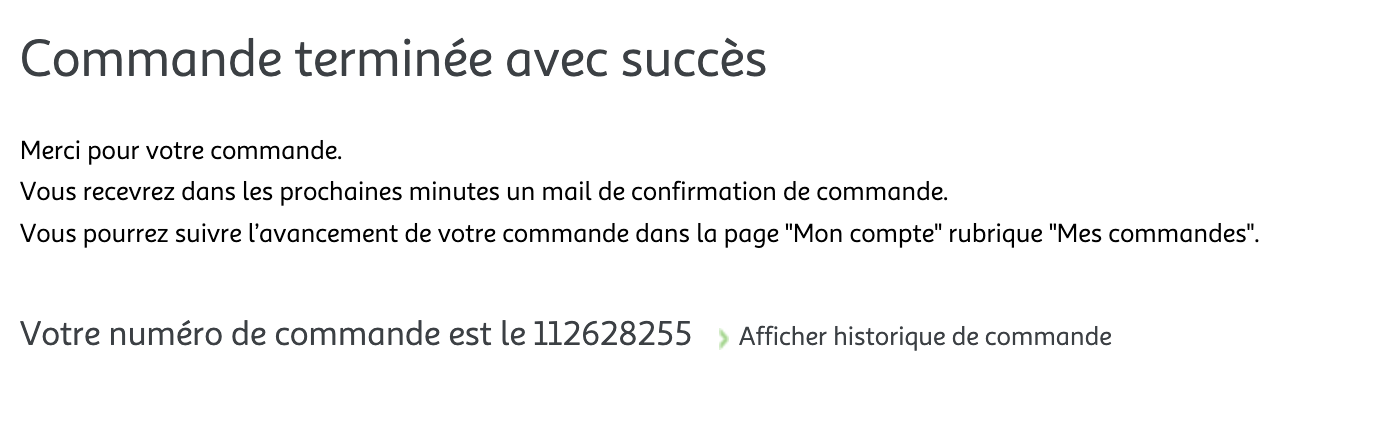 Commande terminée avec succès
Merci pour votre commande.
Vous recevrez dans les prochaines minutes un mail de confirmation de commande.
Vous pourrez suivre l’avancement de votre commande dans la page "Mon compte" rubrique "Mes commandes".
Votre numéro de commande est le 112628255 › Afficher historique de commande